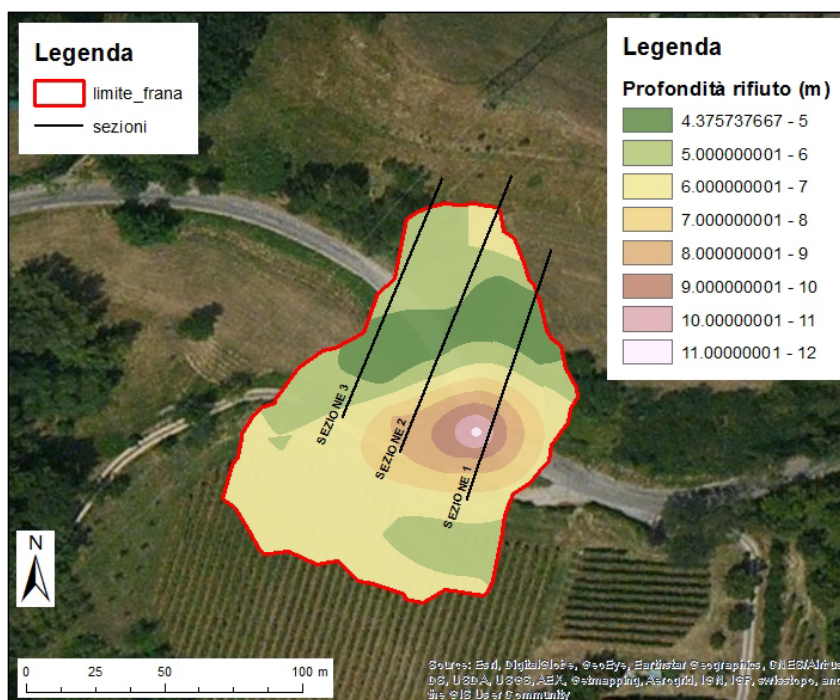 Legenda
limite_frana
sezioni
Legenda
Profondità rifiuto (m)
4.375737667 - 5
5.000000001 - 6
6.000000001 - 7
7.000000001 - 8
8.000000001 - 9
9.000000001 - 10
10.00000001 - 11
11.00000001 - 12
SEZIONE 3
SEZIONE 2
SEZIONE 1
N
0 25 50 100 m
Source: Esri, DigitalGlobe, GeoEye, Earthstar Geographics, CNES/Airbus
DS, USDA, USGS, AEX, Getmapping, Aerogrid, IGN, IGP, swisstopo, and
the GIS User Community